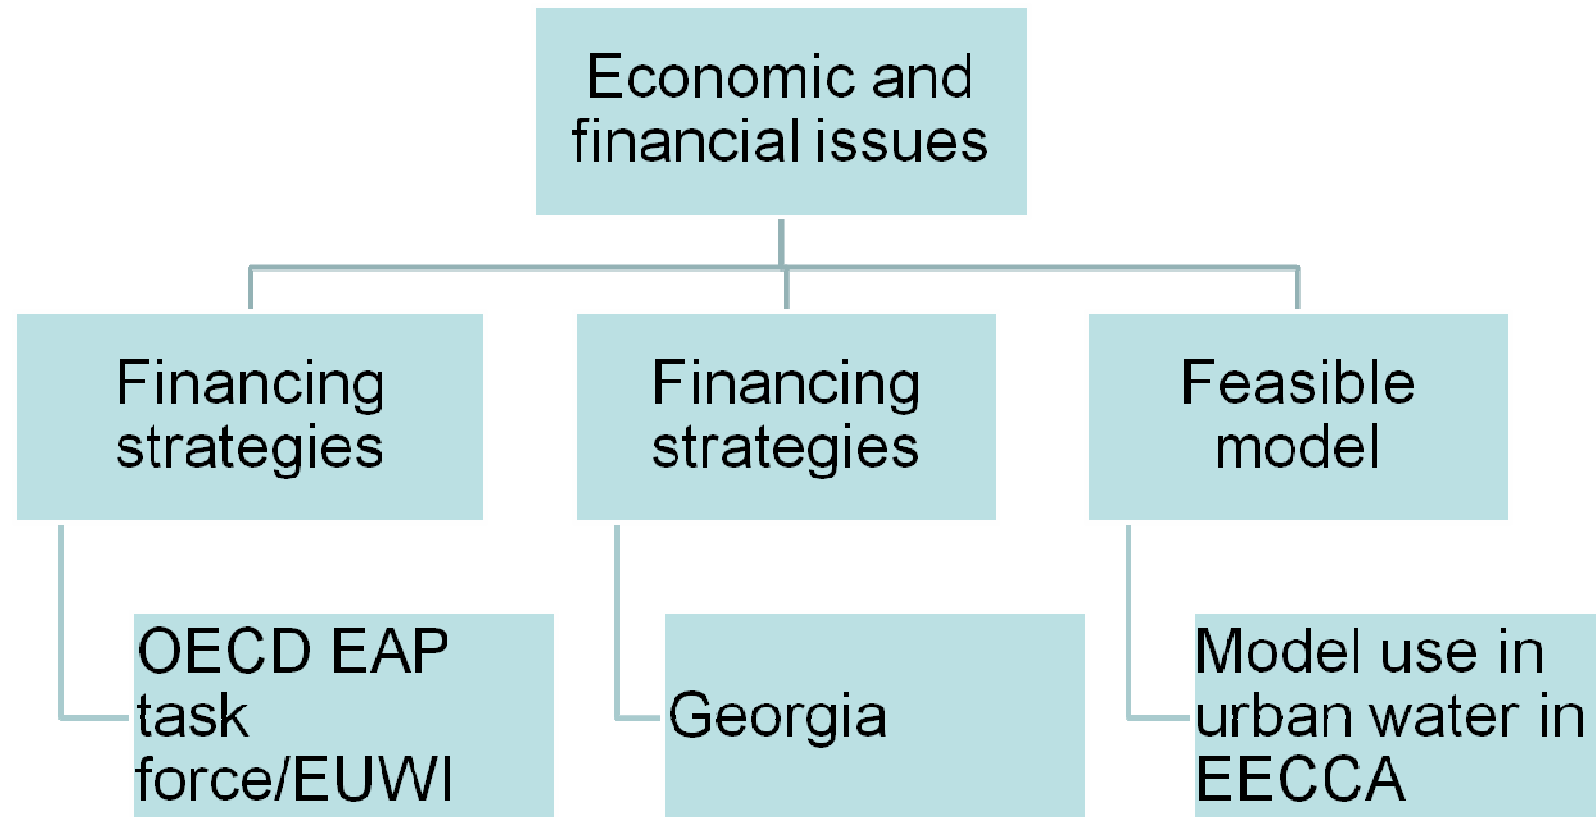 Economic and
financial issues
Financing
strategies
Financing
strategies
Feasible
model
OECD EAP
task
force/EUWI
Georgia
Model use in
urban water in
EECCA